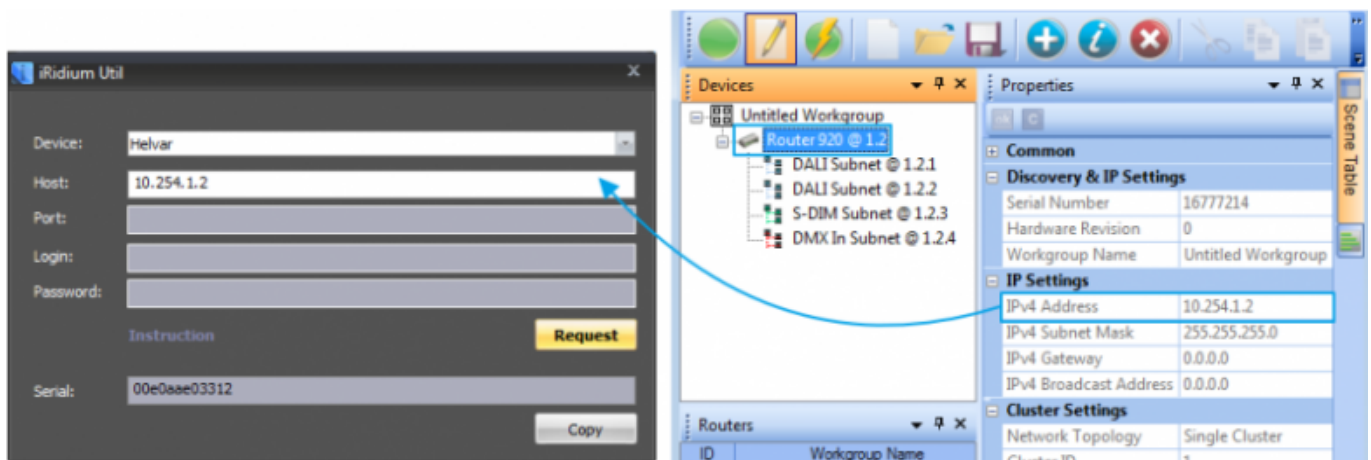 iRidium Util
Device:
Helvar
Host:
10.254.1.2
Port:
Login:
Password:
Instruction
Request
Serial:
00e0aae03312
Copy
Devices
Untitled Workgroup
Router 920 @ 1.2
DALI Subnet @ 1.2.1
DALI Subnet @ 1.2.2
S-DIM Subnet @ 1.2.3
DMX In Subnet @ 1.2.4
Routers
ID Workgroup Name
Properties
Common
Discovery & IP Settings
Serial Number 16777214
Hardware Revision 0
Workgroup Name Untitled Workgroup
IP Settings
IPv4 Address 10.254.1.2
IPv4 Subnet Mask 255.255.255.0
IPv4 Gateway 0.0.0.0
IPv4 Broadcast Address 0.0.0.0
Cluster Settings
Network Topology Single Cluster
Cluster ID 1
Scene Table